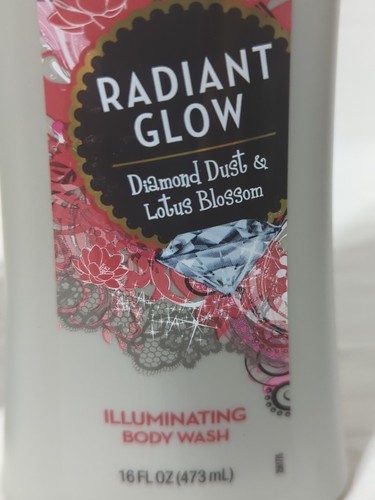 RADIANT
GLOW
Diamond Dust &
Lotus Blossom
ILLUMINATING
BODY WASH
16 FL OZ (473 mL)